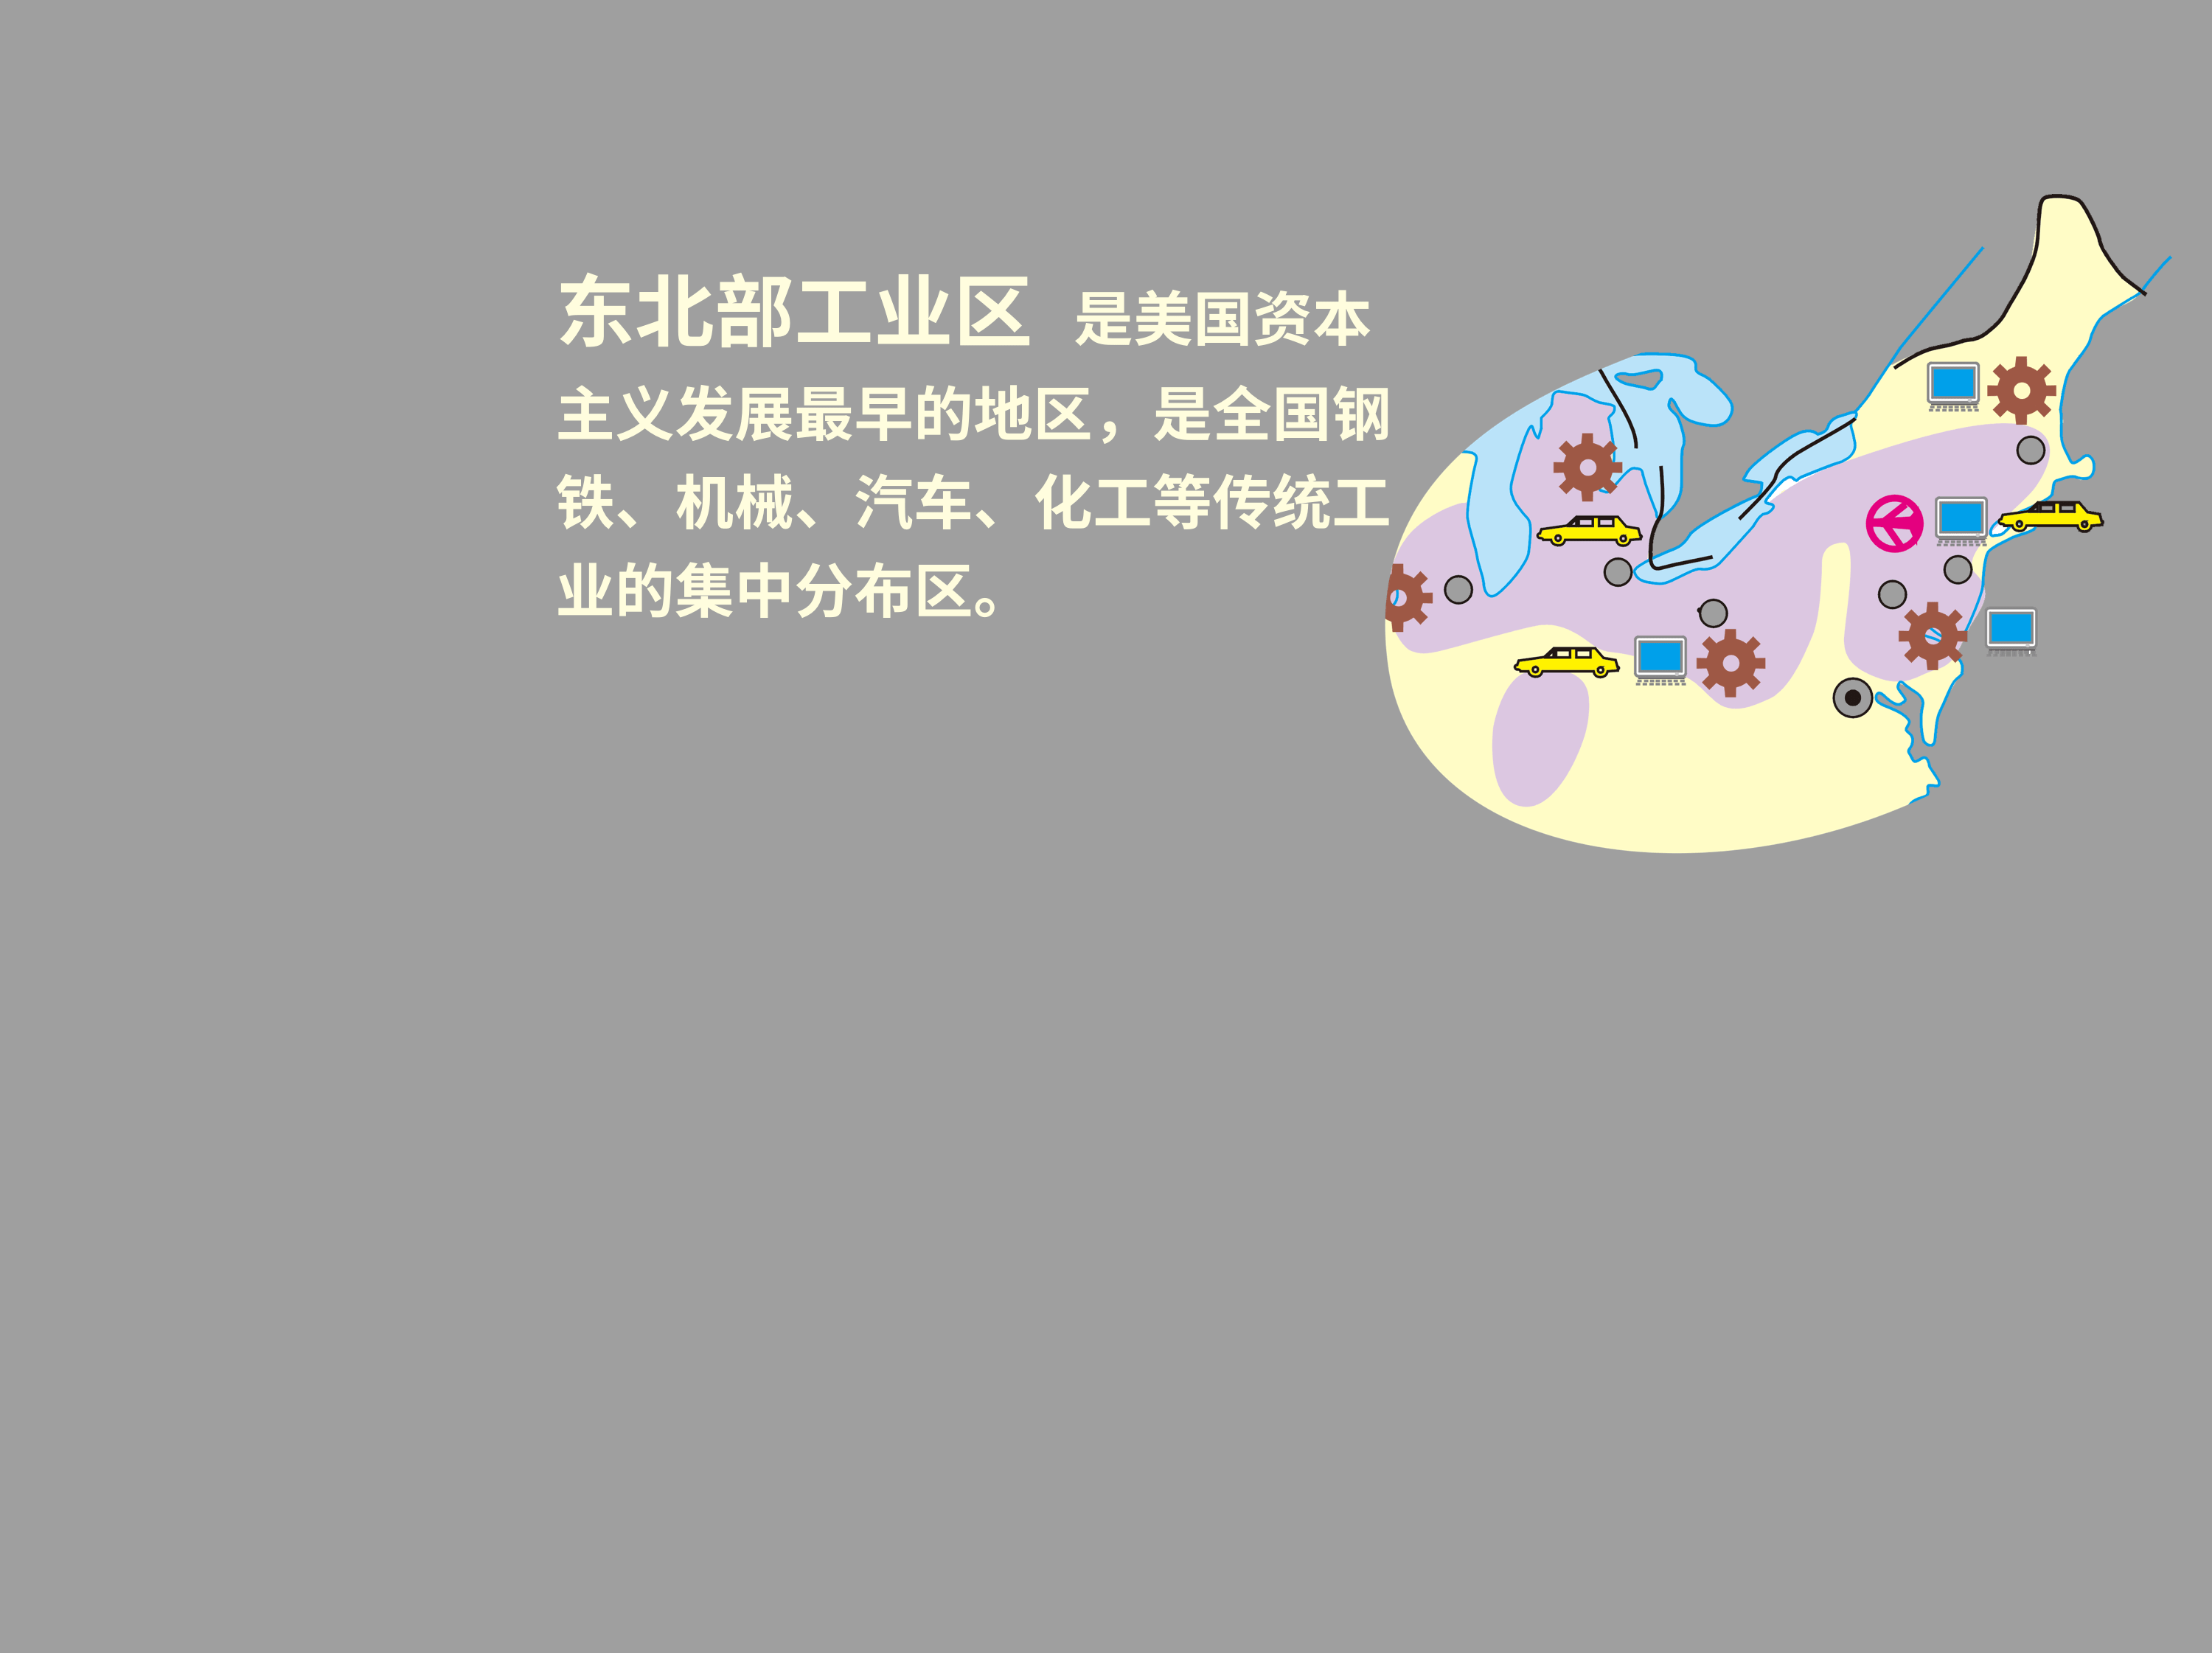 东北部工业区 是美国资本
主义发展最早的地区，是全国钢
铁、机械、汽车、化工等传统工
业的集中分布区。